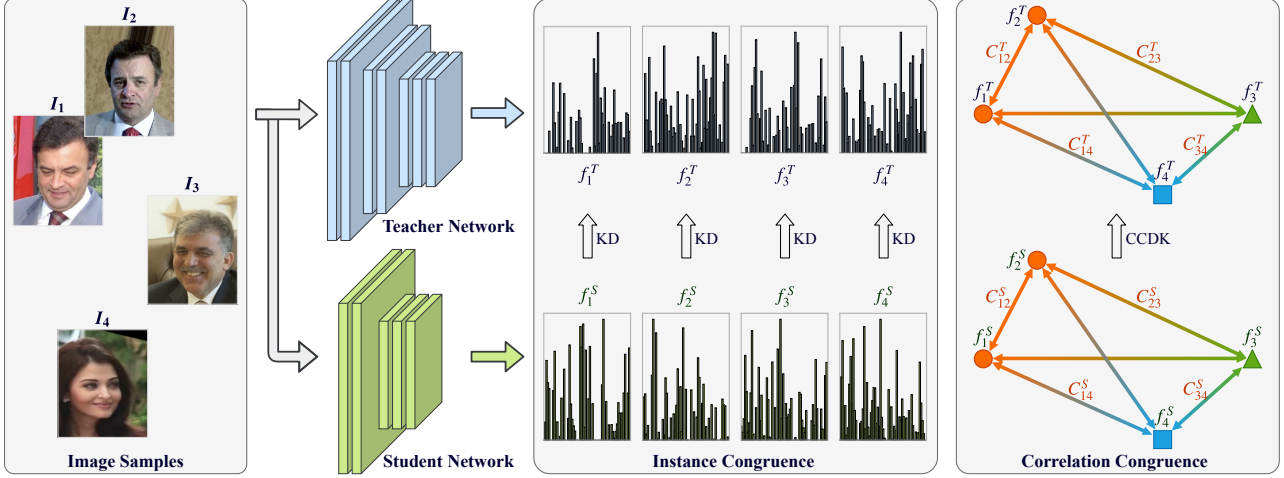 I₂
I₁
I₃
I₄
Image Samples
Teacher Network
Student Network
f₁ᵀ f₂ᵀ f₃ᵀ f₄ᵀ
KD KD KD KD
f₁ˢ f₂ˢ f₃ˢ f₄ˢ
Instance Congruence
f₂ᵀ
C₁₂ᵀ C₂₃ᵀ
f₁ᵀ f₃ᵀ
C₁₄ᵀ C₃₄ᵀ
f₄ᵀ
CCDK
f₂ˢ
C₁₂ˢ C₂₃ˢ
f₁ˢ f₃ˢ
C₁₄ˢ C₃₄ˢ
f₄ˢ
Correlation Congruence